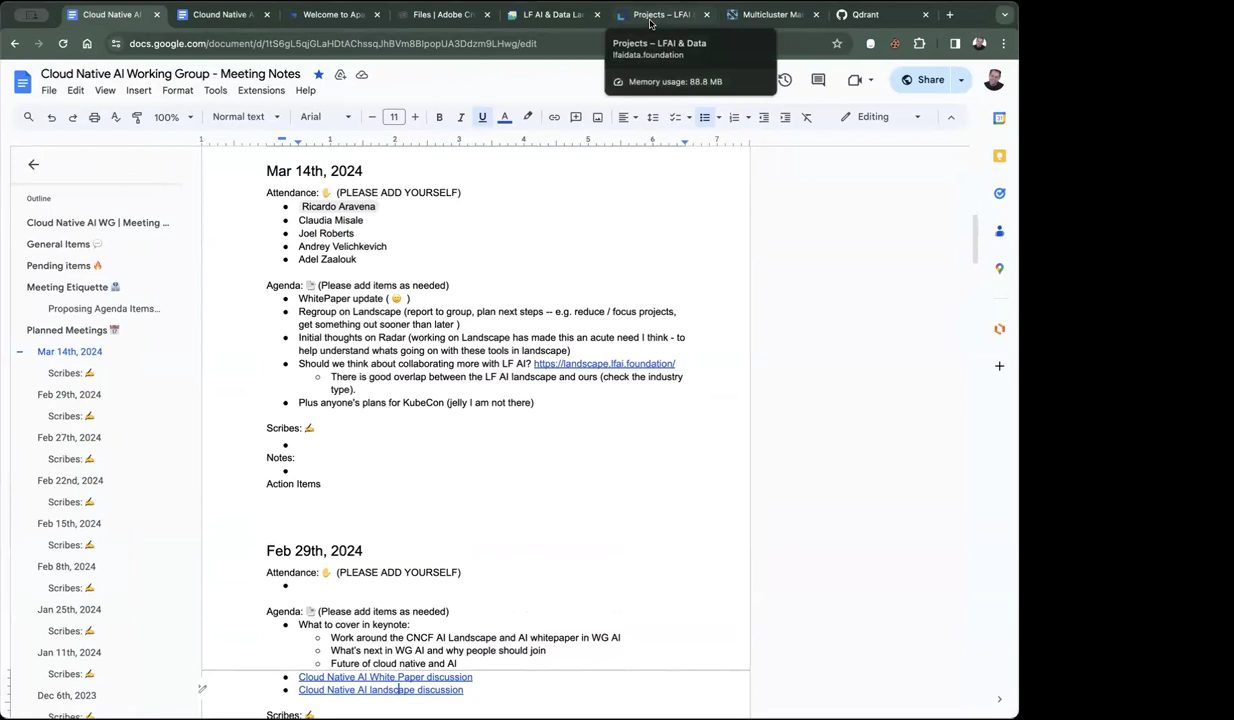 Cloud Native AI
Clound Native A
Welcome to Apa
Files | Adobe Cr
LF AI & Data Lan
Projects – LFAI
Multicluster Ma
Qdrant
docs.google.com/document/d/1tS6gL5qjGLaHDtAChssqJhBVm8BlpopUA3Ddzm9LHwg/edit
Projects – LFAI & Data
lfaidata.foundation
Memory usage: 88.8 MB
Cloud Native AI Working Group - Meeting Notes
File Edit View Insert Format Tools Extensions Help
Share
100% Normal text Arial 11 Editing
1 1 2 3 4 5 6 7
Outline
Cloud Native AI WG | Meeting ...
General Items 💬
Pending items 🔥
Meeting Etiquette
Proposing Agenda Items...
Planned Meetings 📅
Mar 14th, 2024
Scribes: ✍️
Feb 29th, 2024
Scribes: ✍️
Feb 27th, 2024
Scribes: ✍️
Feb 22nd, 2024
Scribes: ✍️
Feb 15th, 2024
Scribes: ✍️
Feb 8th, 2024
Scribes: ✍️
Jan 25th, 2024
Scribes: ✍️
Jan 11th, 2024
Scribes: ✍️
Dec 6th, 2023
Scribes: ✍️
Mar 14th, 2024
Attendance: ✋ (PLEASE ADD YOURSELF)
● Ricardo Aravena
● Claudia Misale
● Joel Roberts
● Andrey Velichkevich
● Adel Zaalouk
Agenda: 📄 (Please add items as needed)
● WhitePaper update ( 😀 )
● Regroup on Landscape (report to group, plan next steps -- e.g. reduce / focus projects,
get something out sooner than later )
● Initial thoughts on Radar (working on Landscape has made this an acute need I think - to
help understand whats going on with these tools in landscape)
● Should we think about collaborating more with LF AI? https://landscape.lfai.foundation/
○ There is good overlap between the LF AI landscape and ours (check the industry
type).
● Plus anyone's plans for KubeCon (jelly I am not there)
Scribes: ✍️
●
Notes:
●
Action Items
Feb 29th, 2024
Attendance: ✋ (PLEASE ADD YOURSELF)
●
Agenda: 📄 (Please add items as needed)
● What to cover in keynote:
○ Work around the CNCF AI Landscape and AI whitepaper in WG AI
○ What's next in WG AI and why people should join
○ Future of cloud native and AI
● Cloud Native AI White Paper discussion
● Cloud Native AI landscape discussion
Scribes: ✍️